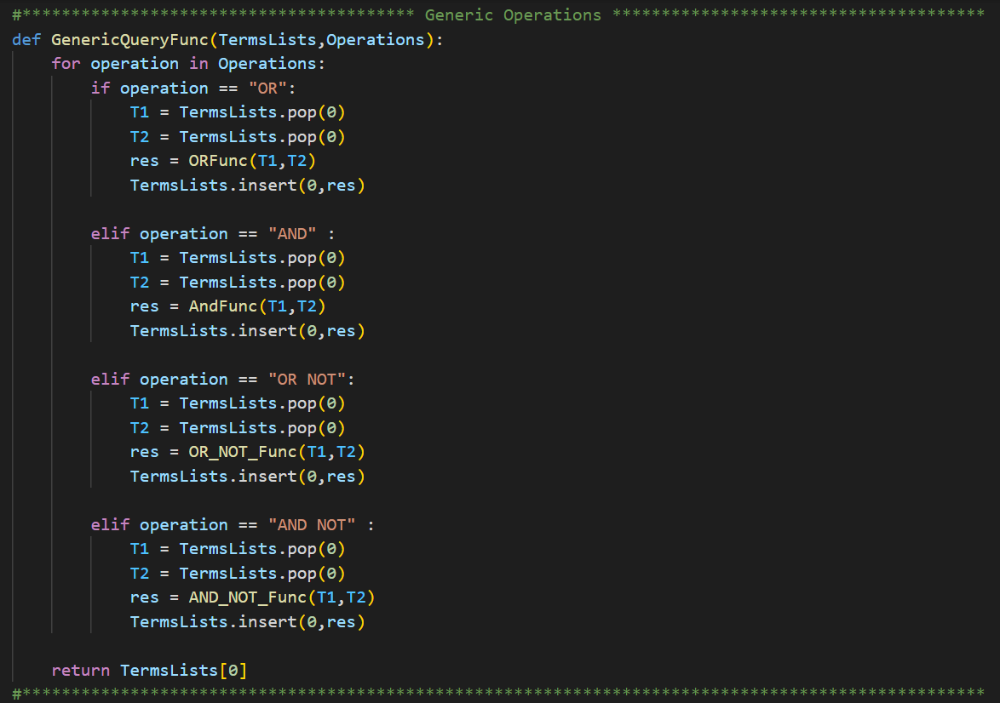 #**************************************** Generic Operations **************************************
def GenericQueryFunc(TermsLists,Operations):
    for operation in Operations:
        if operation == "OR":
            T1 = TermsLists.pop(0)
            T2 = TermsLists.pop(0)
            res = ORFunc(T1,T2)
            TermsLists.insert(0,res)

        elif operation == "AND" :
            T1 = TermsLists.pop(0)
            T2 = TermsLists.pop(0)
            res = AndFunc(T1,T2)
            TermsLists.insert(0,res)

        elif operation == "OR NOT":
            T1 = TermsLists.pop(0)
            T2 = TermsLists.pop(0)
            res = OR_NOT_Func(T1,T2)
            TermsLists.insert(0,res)

        elif operation == "AND NOT" :
            T1 = TermsLists.pop(0)
            T2 = TermsLists.pop(0)
            res = AND_NOT_Func(T1,T2)
            TermsLists.insert(0,res)

    return TermsLists[0]
#**************************************************************************************************